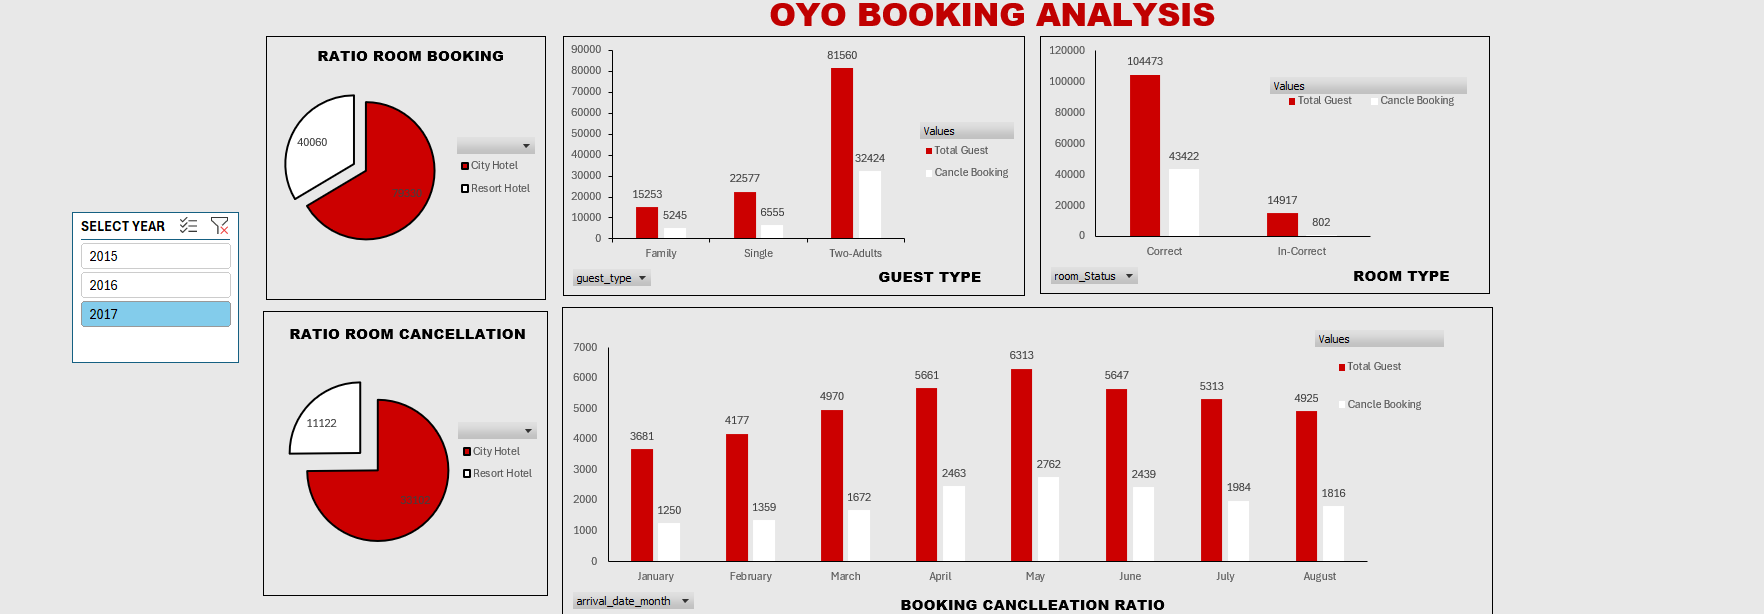 OYO BOOKING ANALYSIS
SELECT YEAR
2015
2016
2017
RATIO ROOM BOOKING
40060
City Hotel
Resort Hotel
RATIO ROOM CANCELLATION
11122
City Hotel
Resort Hotel
90000
80000
70000
60000
50000
40000
30000
20000
10000
0
15253
5245
22577
6555
81560
32424
Family
Single
Two-Adults
Values
Total Guest
Cancle Booking
guest_type
GUEST TYPE
120000
100000
80000
60000
40000
20000
0
104473
43422
14917
802
Correct
In-Correct
Values
Total Guest
Cancle Booking
room_Status
ROOM TYPE
7000
6000
5000
4000
3000
2000
1000
0
3681
1250
4177
1359
4970
1672
5661
2463
6313
2762
5647
2439
5313
1984
4925
1816
January
February
March
April
May
June
July
August
Values
Total Guest
Cancle Booking
arrival_date_month
BOOKING CANCLLEATION RATIO